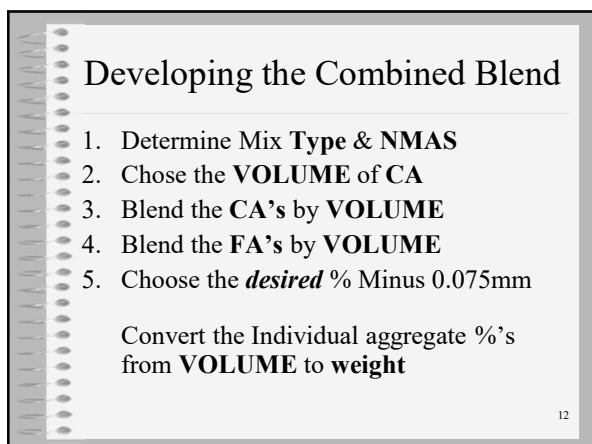 Developing the Combined Blend
1. Determine Mix Type & NMAS
2. Chose the VOLUME of CA
3. Blend the CA's by VOLUME
4. Blend the FA's by VOLUME
5. Choose the desired % Minus 0.075mm
Convert the Individual aggregate %'s
from VOLUME to weight
12